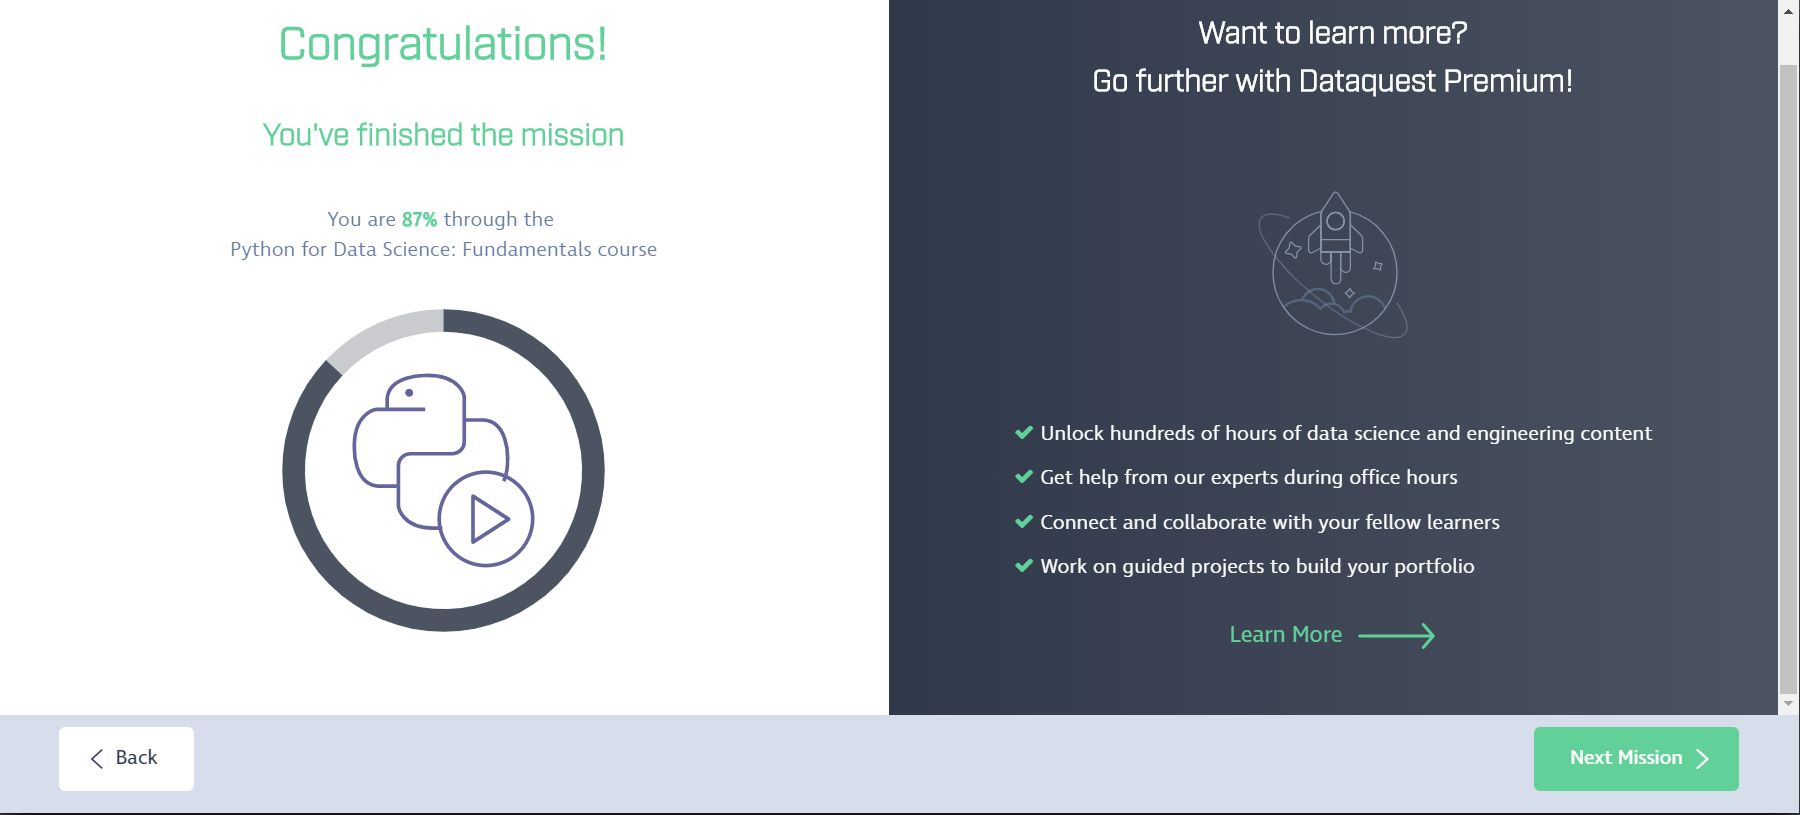 Congratulations!
You've finished the mission
You are 87% through the
Python for Data Science: Fundamentals course
Want to learn more?
Go further with Dataquest Premium!
Unlock hundreds of hours of data science and engineering content
Get help from our experts during office hours
Connect and collaborate with your fellow learners
Work on guided projects to build your portfolio
Learn More
Back
Next Mission